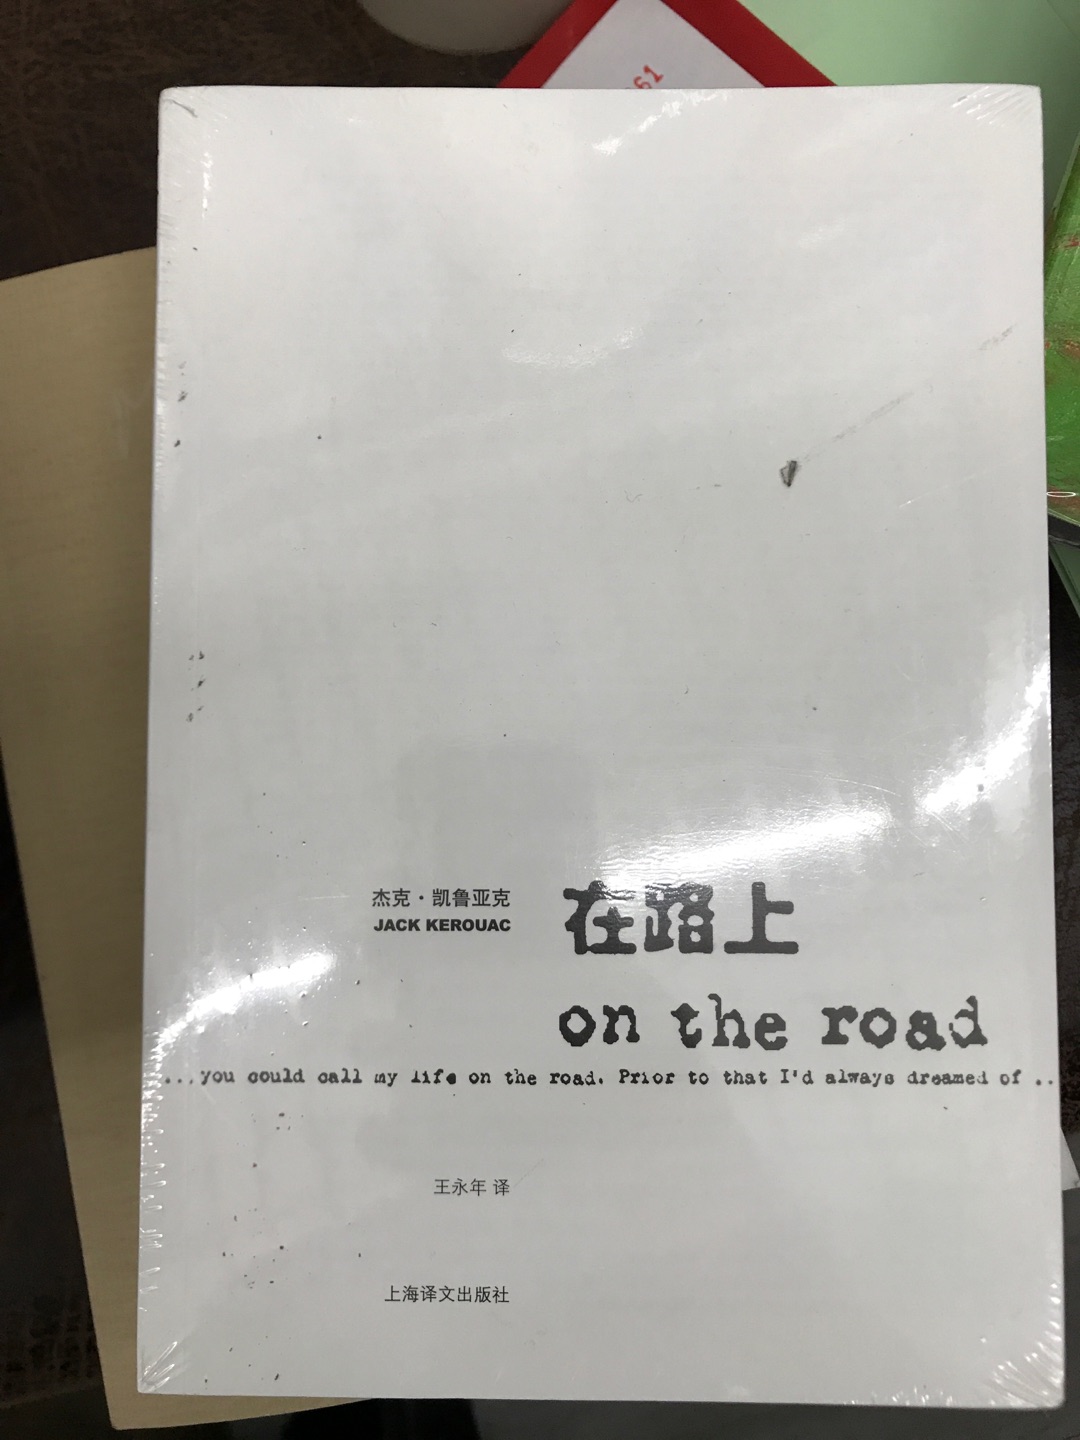 杰克·凯鲁亚克
JACK KEROUAC
在路上
on the road
...you could call my life on the road. Prior to that I'd always dreamed of ..
王永年 译
上海译文出版社